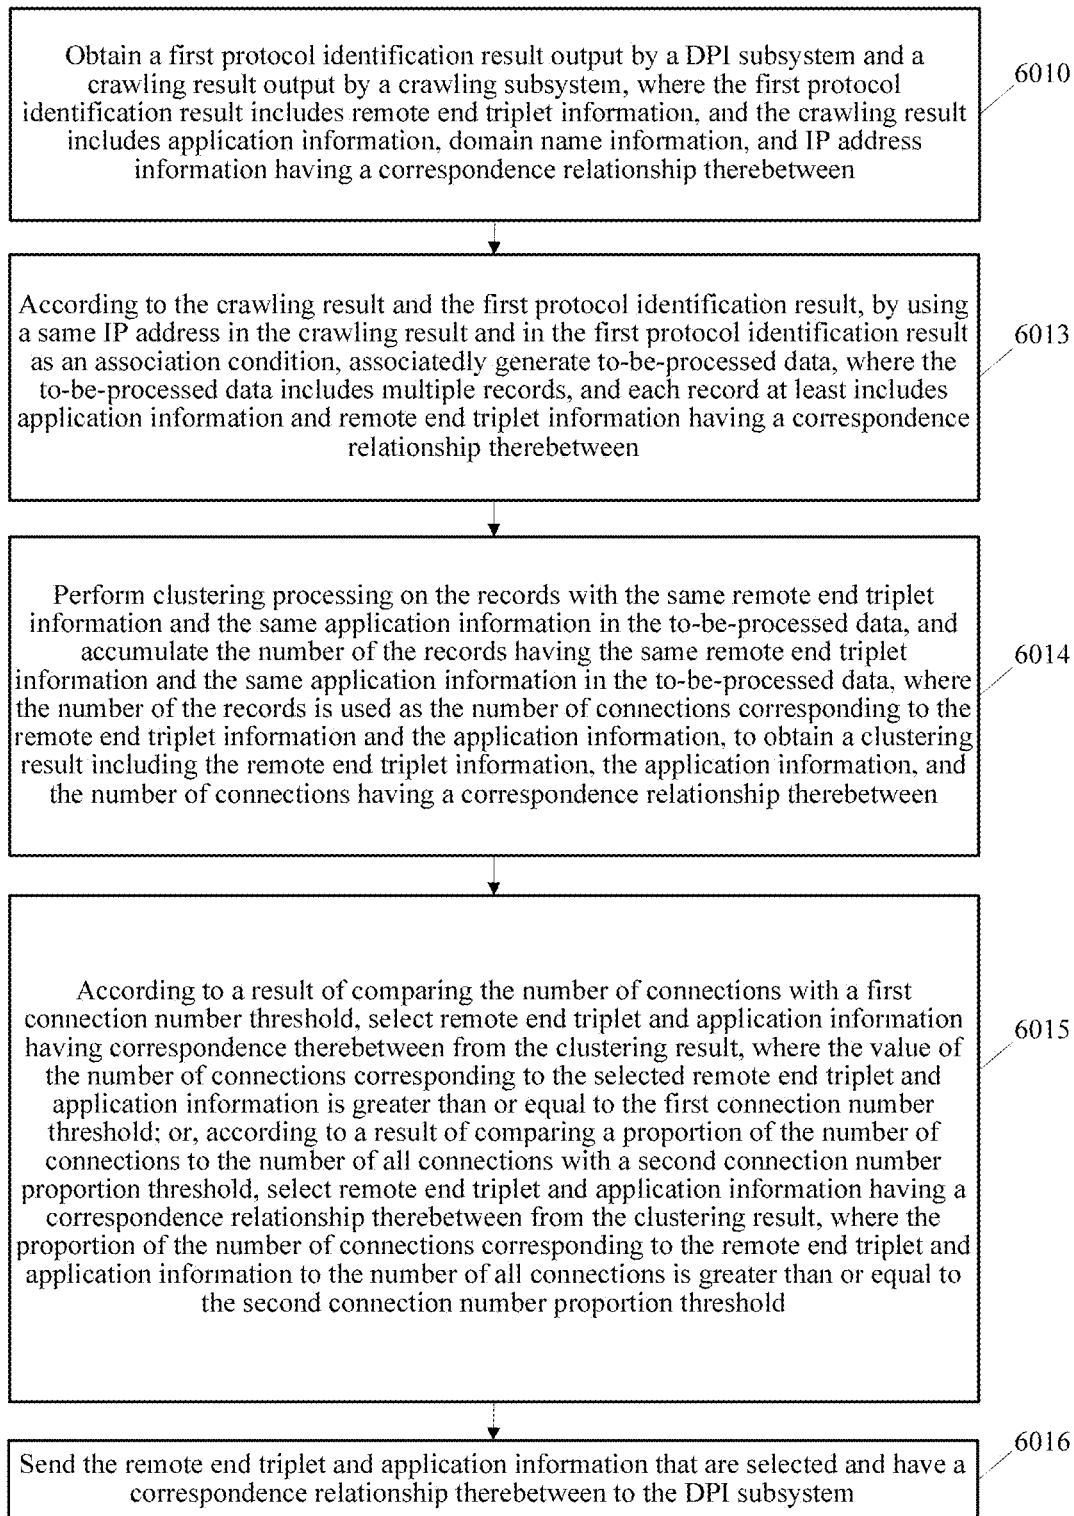 Obtain a first protocol identification result output by a DPI subsystem and a
crawling result output by a crawling subsystem, where the first protocol
identification result includes remote end triplet information, and the crawling result
includes application information, domain name information, and IP address
information having a correspondence relationship therebetween
6010
According to the crawling result and the first protocol identification result, by using
a same IP address in the crawling result and in the first protocol identification result
as an association condition, associatedly generate to-be-processed data, where the
to-be-processed data includes multiple records, and each record at least includes
application information and remote end triplet information having a correspondence
relationship therebetween
6013
Perform clustering processing on the records with the same remote end triplet
information and the same application information in the to-be-processed data, and
accumulate the number of the records having the same remote end triplet
information and the same application information in the to-be-processed data, where
the number of the records is used as the number of connections corresponding to the
remote end triplet information and the application information, to obtain a clustering
result including the remote end triplet information, the application information, and
the number of connections having a correspondence relationship therebetween
6014
According to a result of comparing the number of connections with a first
connection number threshold, select remote end triplet and application information
having correspondence therebetween from the clustering result, where the value of
the number of connections corresponding to the selected remote end triplet and
application information is greater than or equal to the first connection number
threshold; or, according to a result of comparing a proportion of the number of
connections to the number of all connections with a second connection number
proportion threshold, select remote end triplet and application information having a
correspondence relationship therebetween from the clustering result, where the
proportion of the number of connections corresponding to the remote end triplet and
application information to the number of all connections is greater than or equal to
the second connection number proportion threshold
6015
Send the remote end triplet and application information that are selected and have a
correspondence relationship therebetween to the DPI subsystem
6016